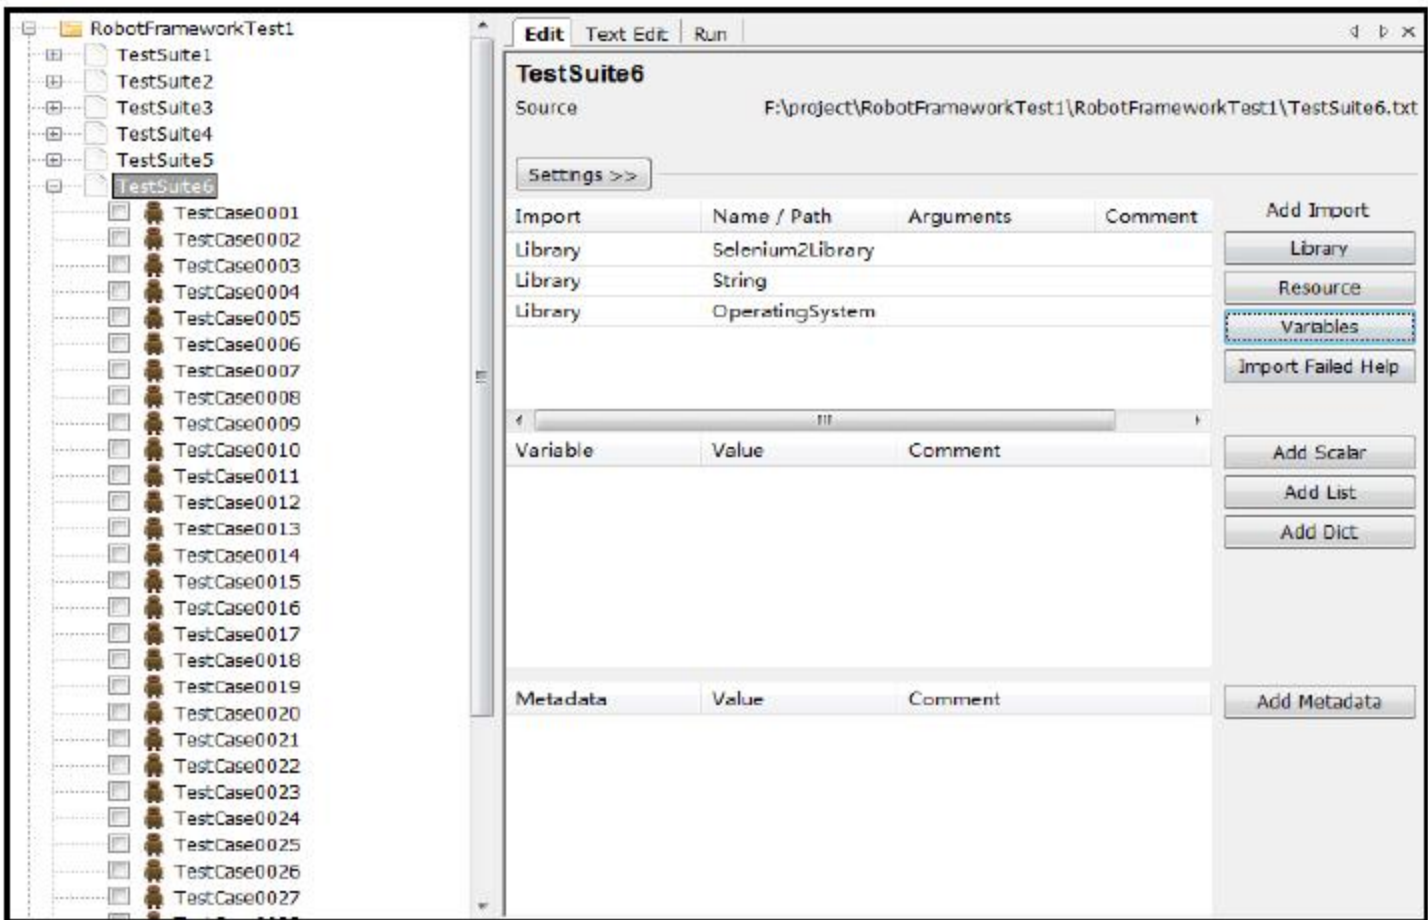 RobotFrameworkTest1
TestSuite1
TestSuite2
TestSuite3
TestSuite4
TestSuite5
TestSuite6
TestCase0001
TestCase0002
TestCase0003
TestCase0004
TestCase0005
TestCase0006
TestCase0007
TestCase0008
TestCase0009
TestCase0010
TestCase0011
TestCase0012
TestCase0013
TestCase0014
TestCase0015
TestCase0016
TestCase0017
TestCase0018
TestCase0019
TestCase0020
TestCase0021
TestCase0022
TestCase0023
TestCase0024
TestCase0025
TestCase0026
TestCase0027
Edit Text Edit Run
TestSuite6
Source F:\project\RobotFrameworkTest1\RobotFrameworkTest1\TestSuite6.txt
Settings >>
Import Name / Path Arguments Comment
Library Selenium2Library
Library String
Library OperatingSystem
Add Import
Library
Resource
Variables
Import Failed Help
Variable Value Comment
Add Scalar
Add List
Add Dict
Metadata Value Comment
Add Metadata